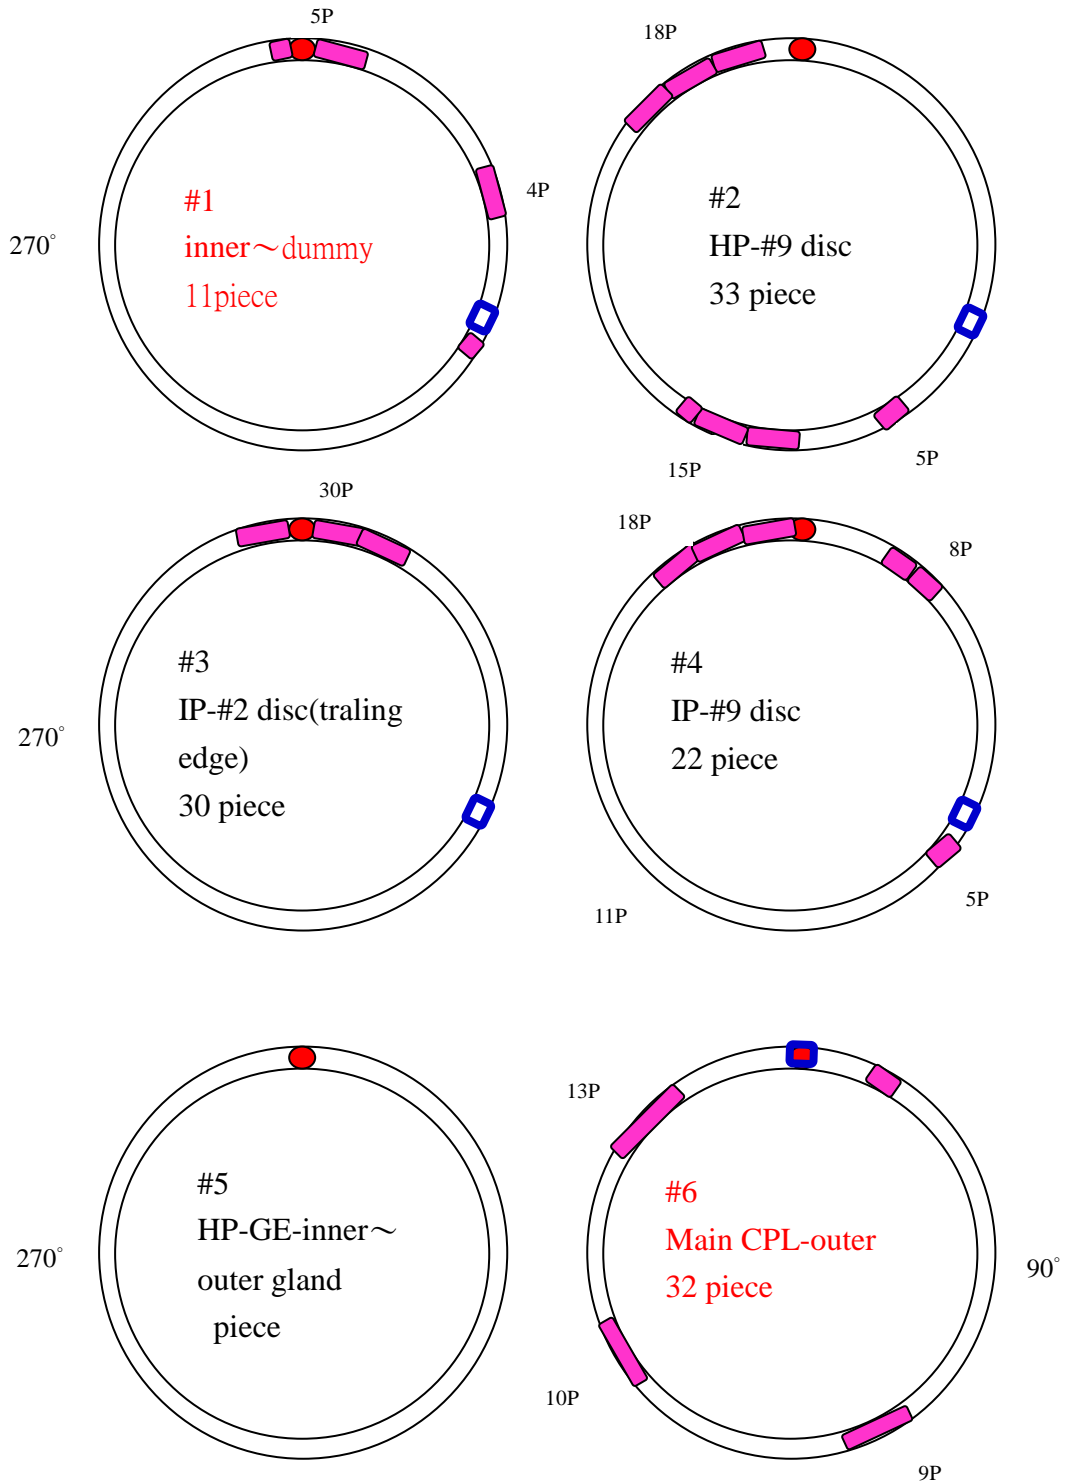 5P
4P
270°
#1
inner～dummy
11piece
18P
#2
HP-#9 disc
33 piece
15P
5P
30P
270°
#3
IP-#2 disc(traling
edge)
30 piece
18P
8P
#4
IP-#9 disc
22 piece
11P
5P
270°
#5
HP-GE-inner～
outer gland
piece
13P
#6
Main CPL-outer
32 piece
90°
10P
9P